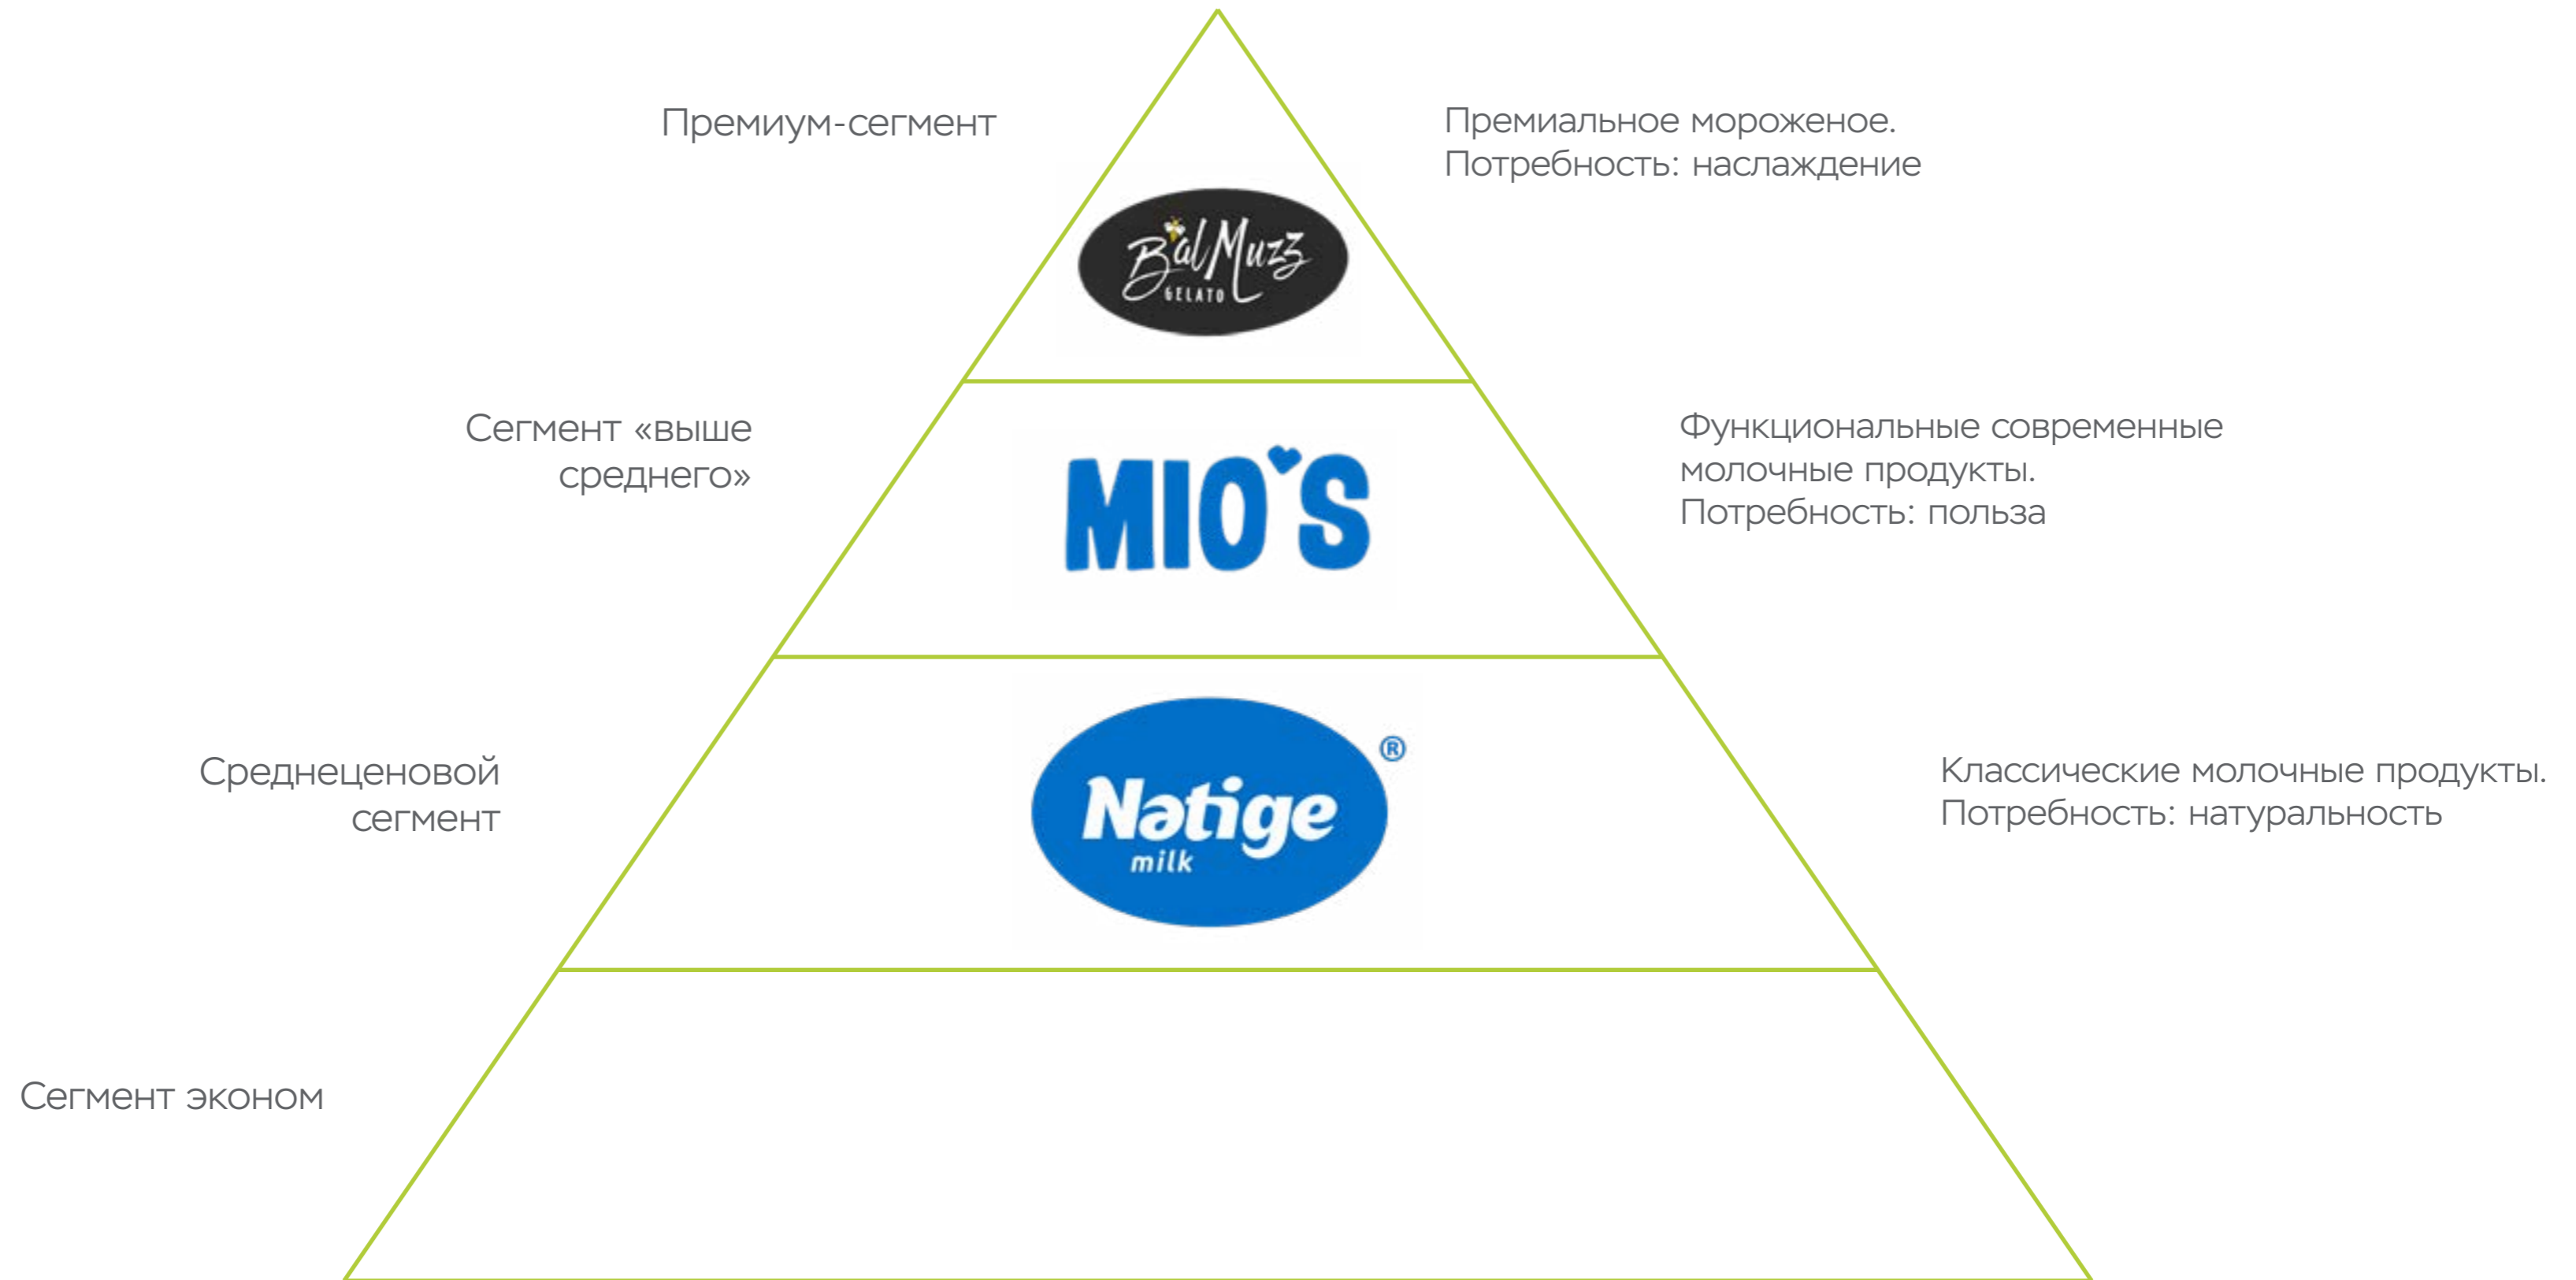 Премиум-сегмент
Премиальное мороженое.
Потребность: наслаждение
BalMuzz
GELATO
Сегмент «выше
среднего»
MIO'S
Функциональные современные
молочные продукты.
Потребность: польза
Среднеценовой
сегмент
Nətige
milk
®
Классические молочные продукты.
Потребность: натуральность
Сегмент эконом